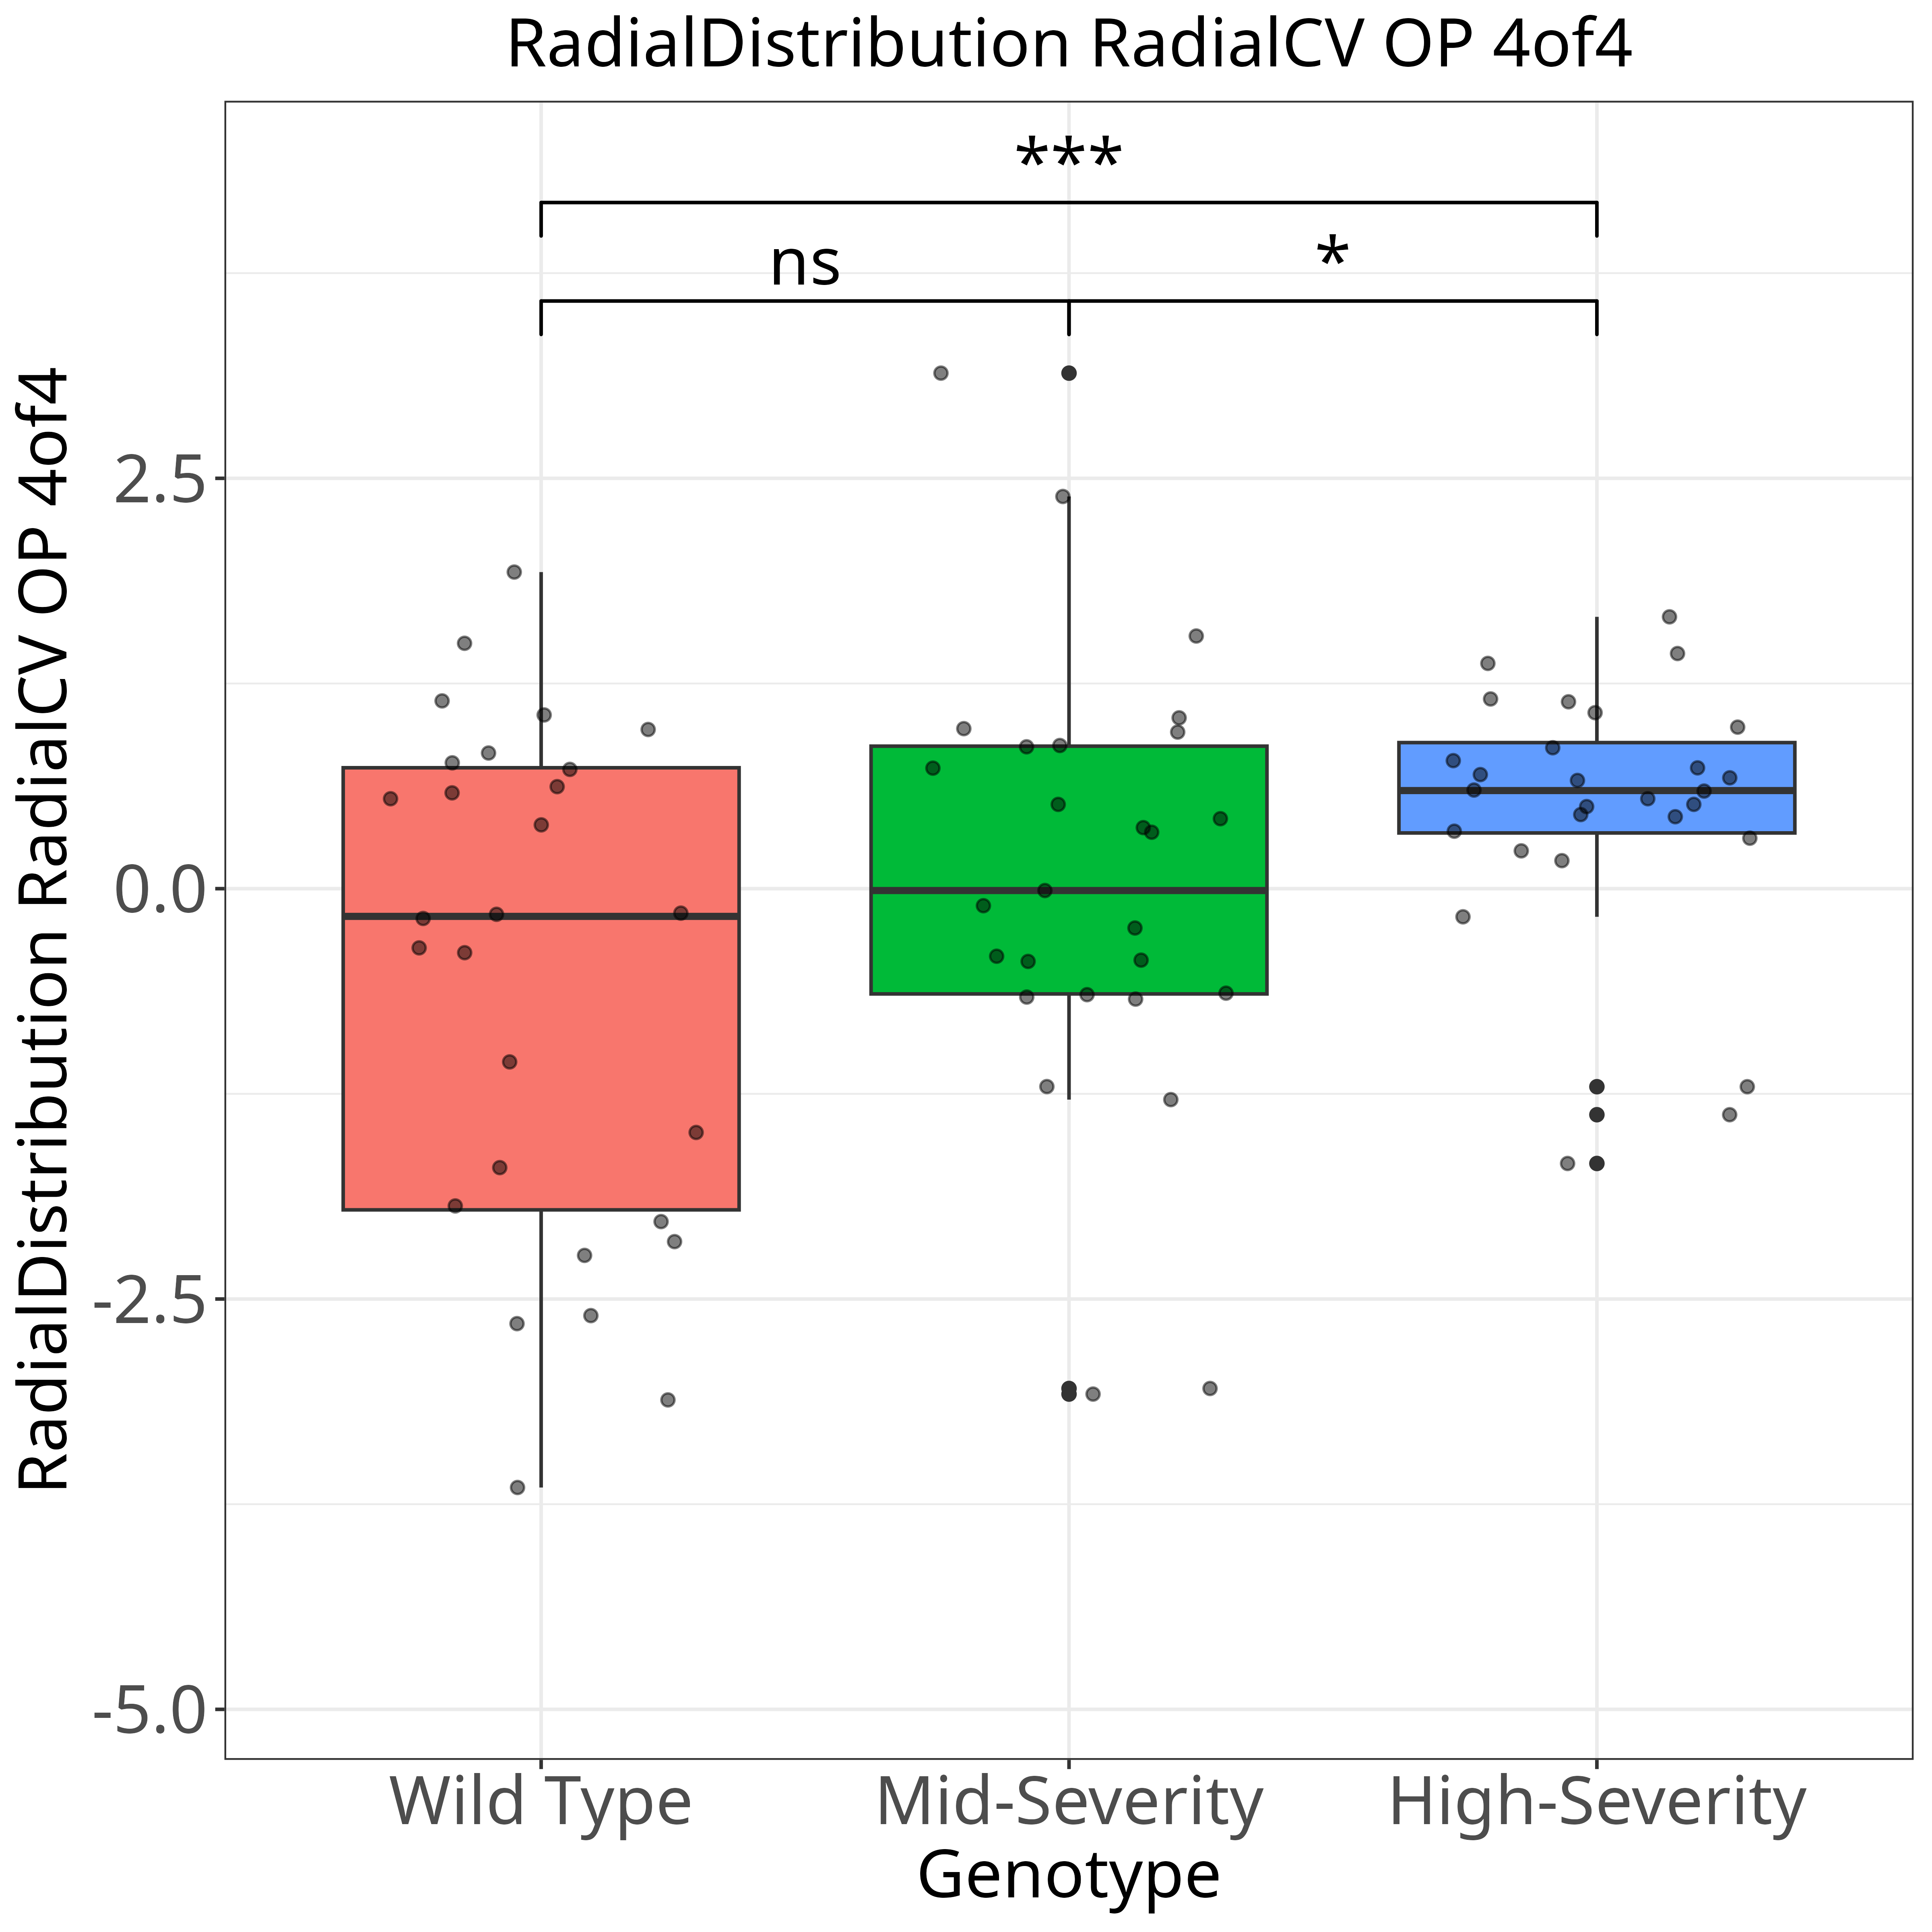 RadialDistribution RadialCV OP 4of4
***
ns
*
RadialDistribution RadialCV OP 4of4
2.5
0.0
-2.5
-5.0
Wild Type
Mid-Severity
High-Severity
Genotype